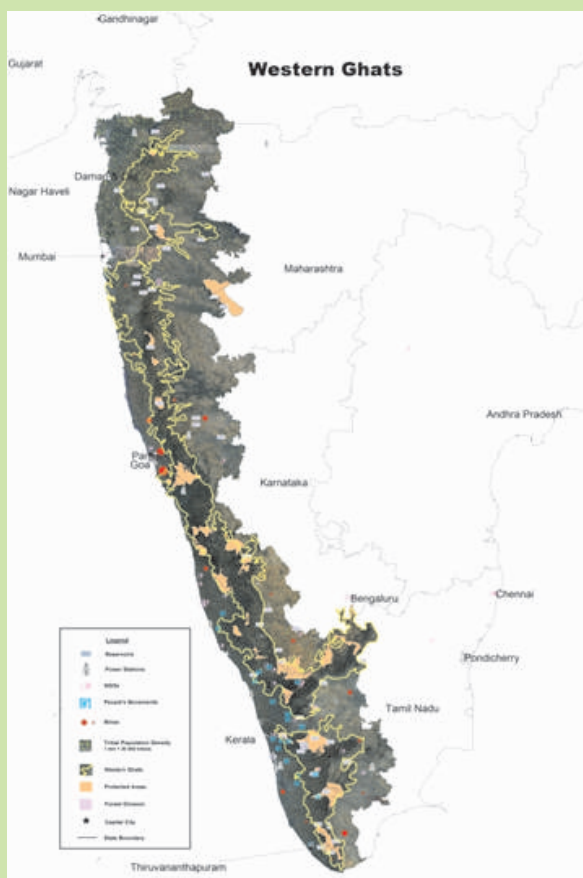 Gandhinagar
Gujarat
Western Ghats
Daman
Nagar Haveli
Mumbai
Maharashtra
Andhra Pradesh
Goa
Karnataka
Bengaluru
Chennai
Pondicherry
Tamil Nadu
Kerala
Thiruvananthapuram
Legend
Reservoirs
Power Stations
NGOs
People's Movements
Mines
Tribal Population Density
Western Ghats
Protected Areas
Forest Division
Capital City
State Boundary